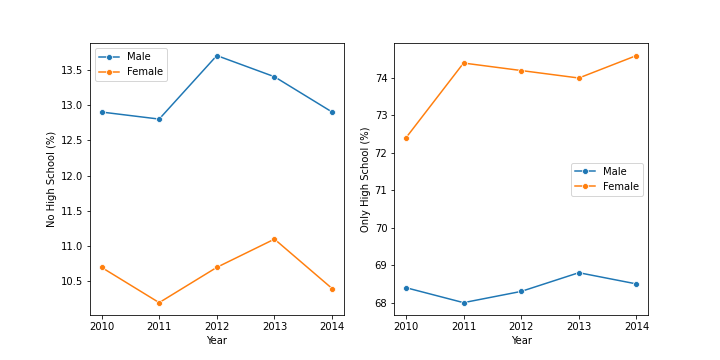 Male
Female
13.5
13.0
12.5
12.0
11.5
11.0
10.5
No High School (%)
2010 2011 2012 2013 2014
Year
Male
Female
74
73
72
71
70
69
68
Only High School (%)
2010 2011 2012 2013 2014
Year